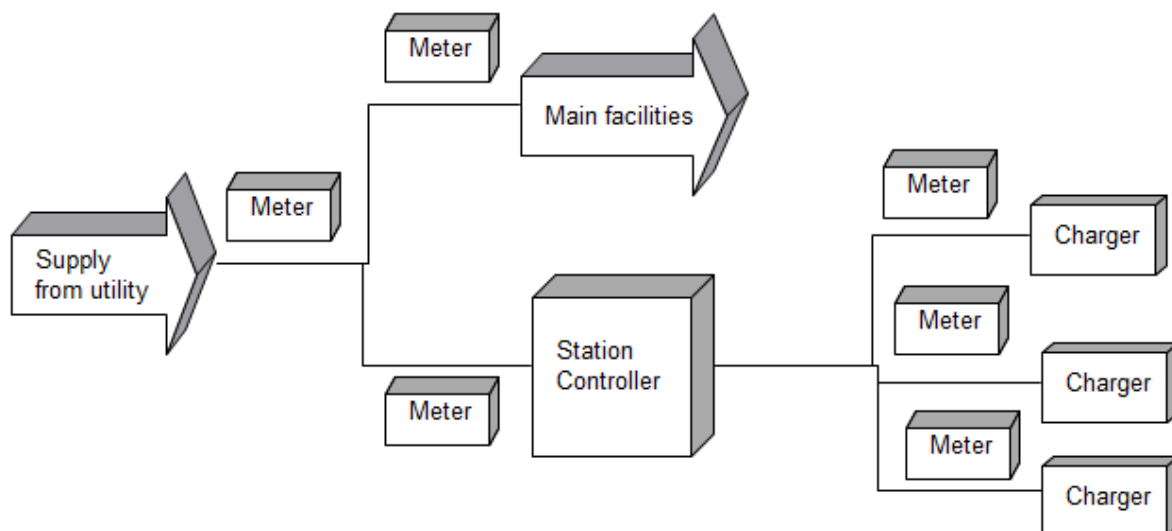 Meter
Main facilities
Meter
Supply
from utility
Meter
Charger
Meter
Station
Controller
Charger
Meter
Meter
Charger